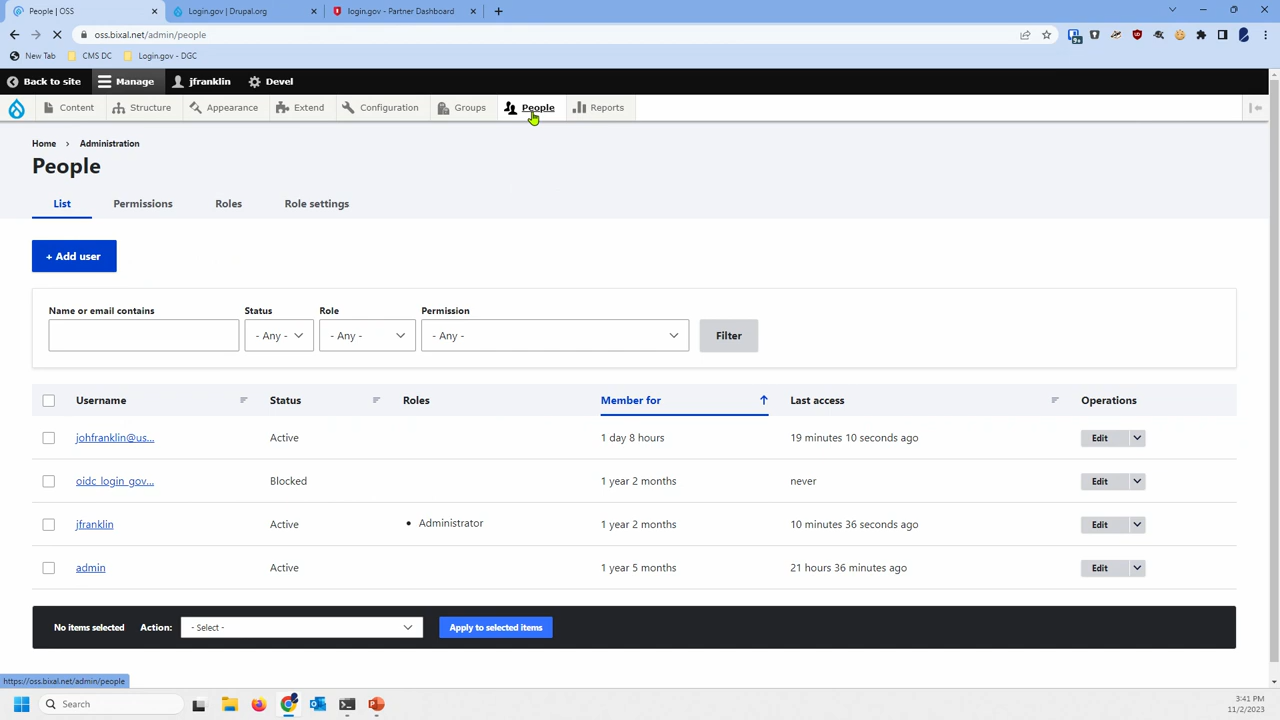 People | OSS
Login.gov | Drupal.org
login.gov - Partner Dashboard
oss.bixal.net/admin/people
New Tab
CMS DC
Login.gov - DGC
Back to site
Manage
jfranklin
Devel
Content
Structure
Appearance
Extend
Configuration
Groups
People
Reports
Home
Administration
People
List
Permissions
Roles
Role settings
+ Add user
Name or email contains
Status
Role
Permission
- Any -
- Any -
- Any -
Filter
Username
Status
Roles
Member for
Last access
Operations
johfranklin@us...
Active
1 day 8 hours
19 minutes 10 seconds ago
Edit
oidc_login_gov...
Blocked
1 year 2 months
never
Edit
jfranklin
Active
Administrator
1 year 2 months
10 minutes 36 seconds ago
Edit
admin
Active
1 year 5 months
21 hours 36 minutes ago
Edit
No items selected
Action:
- Select -
Apply to selected items
https://oss.bixal.net/admin/people
Search
3:41 PM
11/2/2023